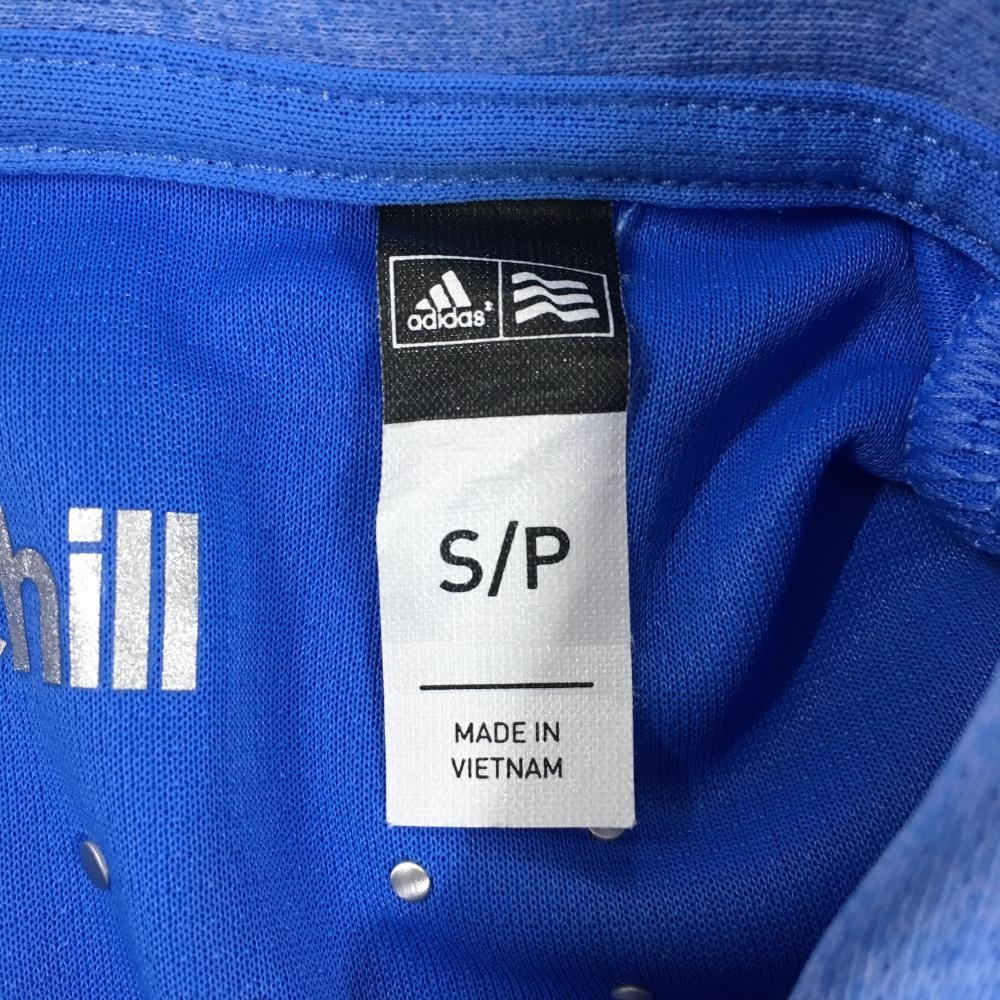 adidas
S/P
MADE IN
VIETNAM
hill